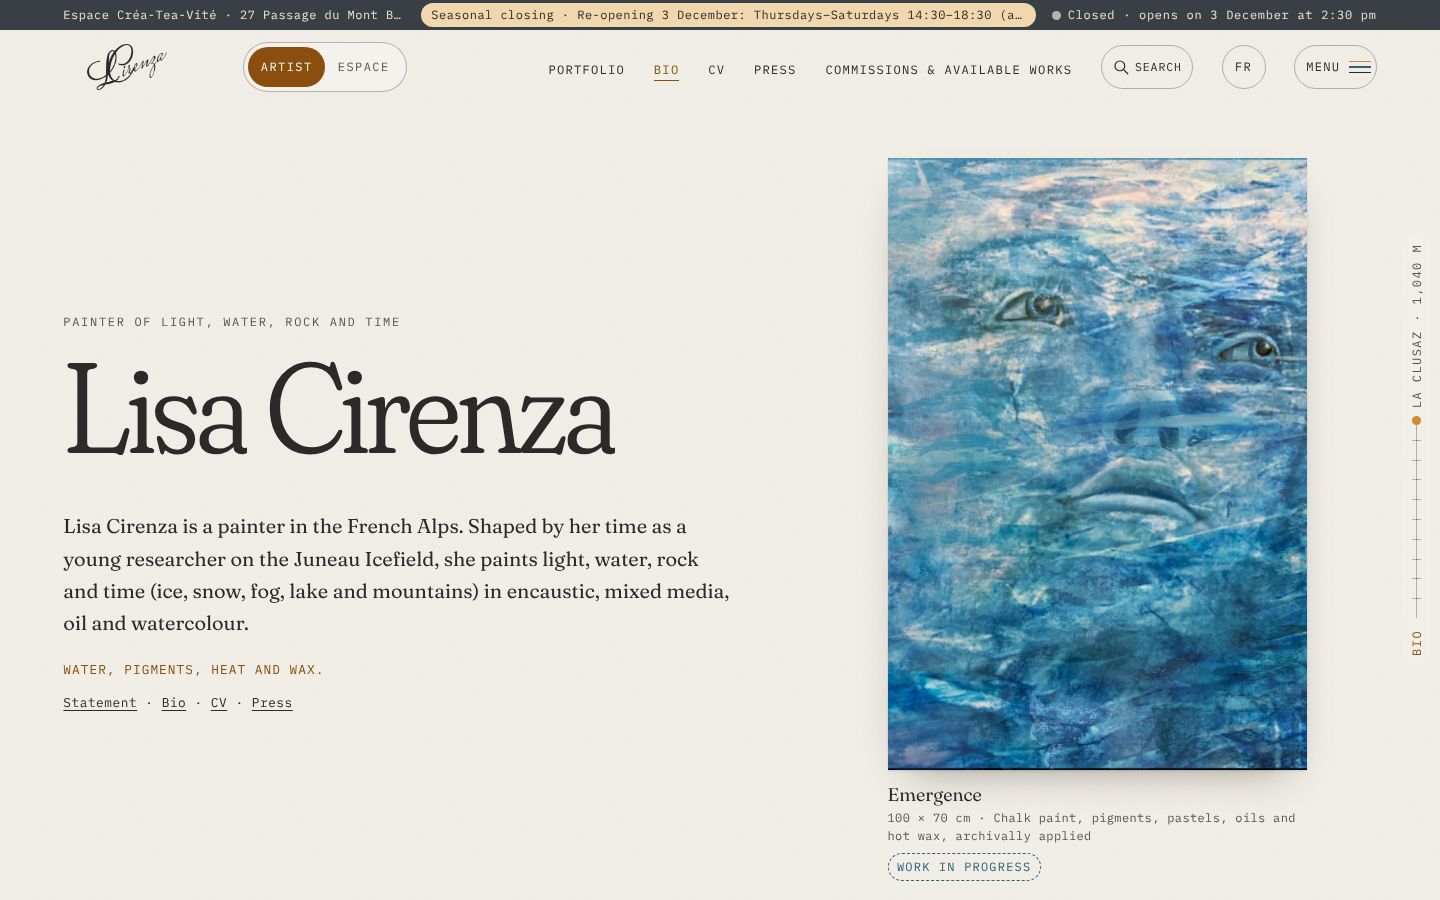 Espace Créa-Tea-Vité · 27 Passage du Mont B…
Seasonal closing · Re-opening 3 December: Thursdays–Saturdays 14:30–18:30 (a…
Closed · opens on 3 December at 2:30 pm
Cirenza
ARTIST
ESPACE
PORTFOLIO
BIO
CV
PRESS
COMMISSIONS & AVAILABLE WORKS
SEARCH
FR
MENU
PAINTER OF LIGHT, WATER, ROCK AND TIME
Lisa Cirenza
Lisa Cirenza is a painter in the French Alps. Shaped by her time as a
young researcher on the Juneau Icefield, she paints light, water, rock
and time (ice, snow, fog, lake and mountains) in encaustic, mixed media,
oil and watercolour.
WATER, PIGMENTS, HEAT AND WAX.
Statement · Bio · CV · Press
Emergence
100 × 70 cm · Chalk paint, pigments, pastels, oils and
hot wax, archivally applied
WORK IN PROGRESS
LA CLUSAZ · 1,040 M
BIO